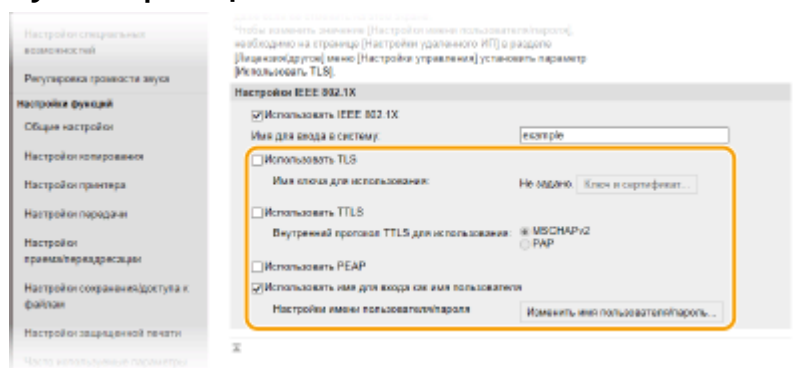 Настройки специальных
возможностей
Регулировка громкости звука
Настройки функций
Общие настройки
Настройки копирования
Настройки принтера
Настройки передачи
Настройки
приема/переадресации
Настройки сохранения/доступа к
файлам
Настройки защищенной печати
Часто используемые параметры
Чтобы изменить значение [Настройки имени пользователя/пароля],
необходимо на странице [Настройки удаленного ИП] в разделе
[Лицензия/другое] меню [Настройки управления] установить параметр
[Использовать TLS].
Настройки IEEE 802.1X
Использовать IEEE 802.1X
Имя для входа в систему: example
Использовать TLS
Имя ключа для использования: Не задано. Ключ и сертификат...
Использовать TTLS
Внутренний протокол TTLS для использования: MSCHAPv2
PAP
Использовать PEAP
Использовать имя для входа как имя пользователя
Настройки имени пользователя/пароля Изменить имя пользователя/пароль...